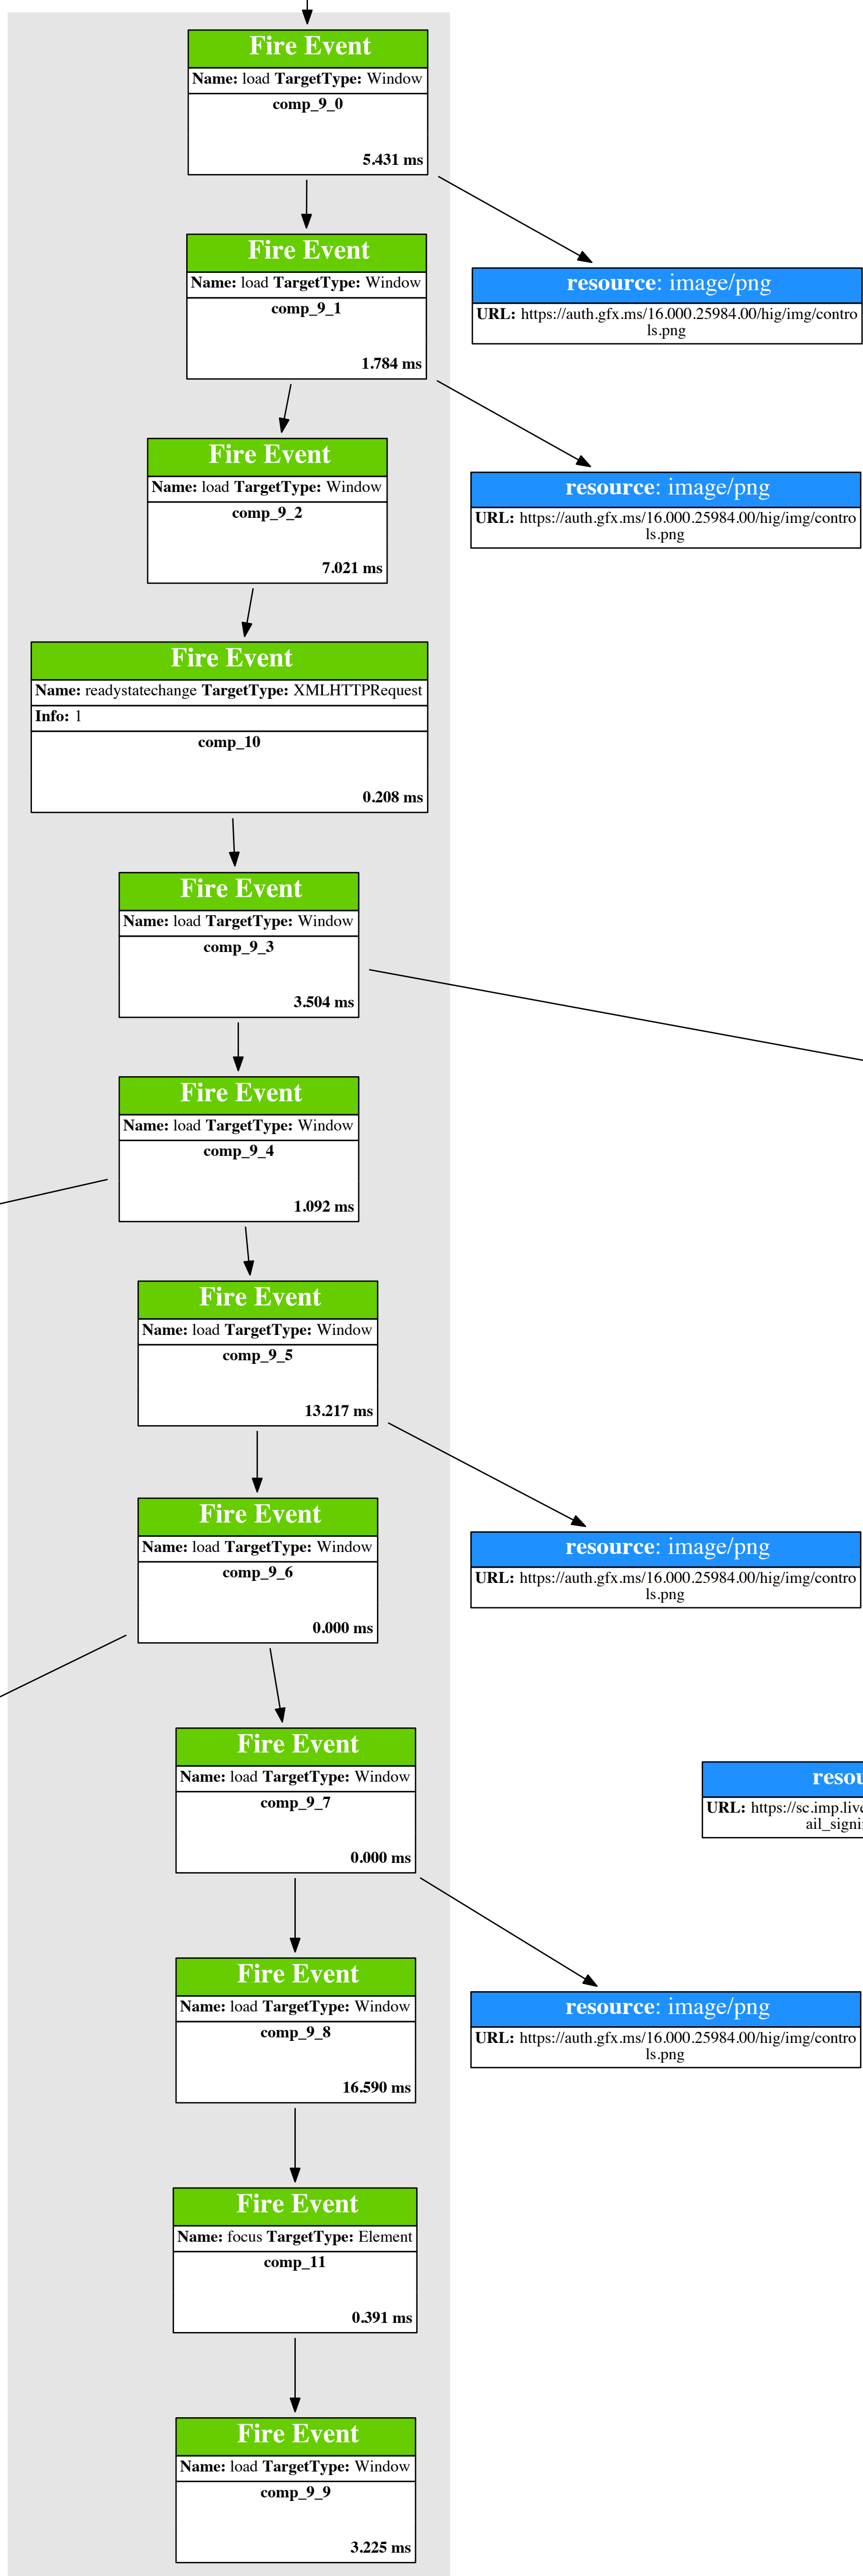 Fire Event
Name: load TargetType: Window
comp_9_0
5.431 ms
Fire Event
Name: load TargetType: Window
comp_9_1
1.784 ms
resource: image/png
URL: https://auth.gfx.ms/16.000.25984.00/hig/img/contro
ls.png
Fire Event
Name: load TargetType: Window
comp_9_2
7.021 ms
resource: image/png
URL: https://auth.gfx.ms/16.000.25984.00/hig/img/contro
ls.png
Fire Event
Name: readystatechange TargetType: XMLHTTPRequest
Info: 1
comp_10
0.208 ms
Fire Event
Name: load TargetType: Window
comp_9_3
3.504 ms
Fire Event
Name: load TargetType: Window
comp_9_4
1.092 ms
Fire Event
Name: load TargetType: Window
comp_9_5
13.217 ms
Fire Event
Name: load TargetType: Window
comp_9_6
0.000 ms
resource: image/png
URL: https://auth.gfx.ms/16.000.25984.00/hig/img/contro
ls.png
Fire Event
Name: load TargetType: Window
comp_9_7
0.000 ms
resou
URL: https://sc.imp.live
ail_signi
Fire Event
Name: load TargetType: Window
comp_9_8
16.590 ms
resource: image/png
URL: https://auth.gfx.ms/16.000.25984.00/hig/img/contro
ls.png
Fire Event
Name: focus TargetType: Element
comp_11
0.391 ms
Fire Event
Name: load TargetType: Window
comp_9_9
3.225 ms